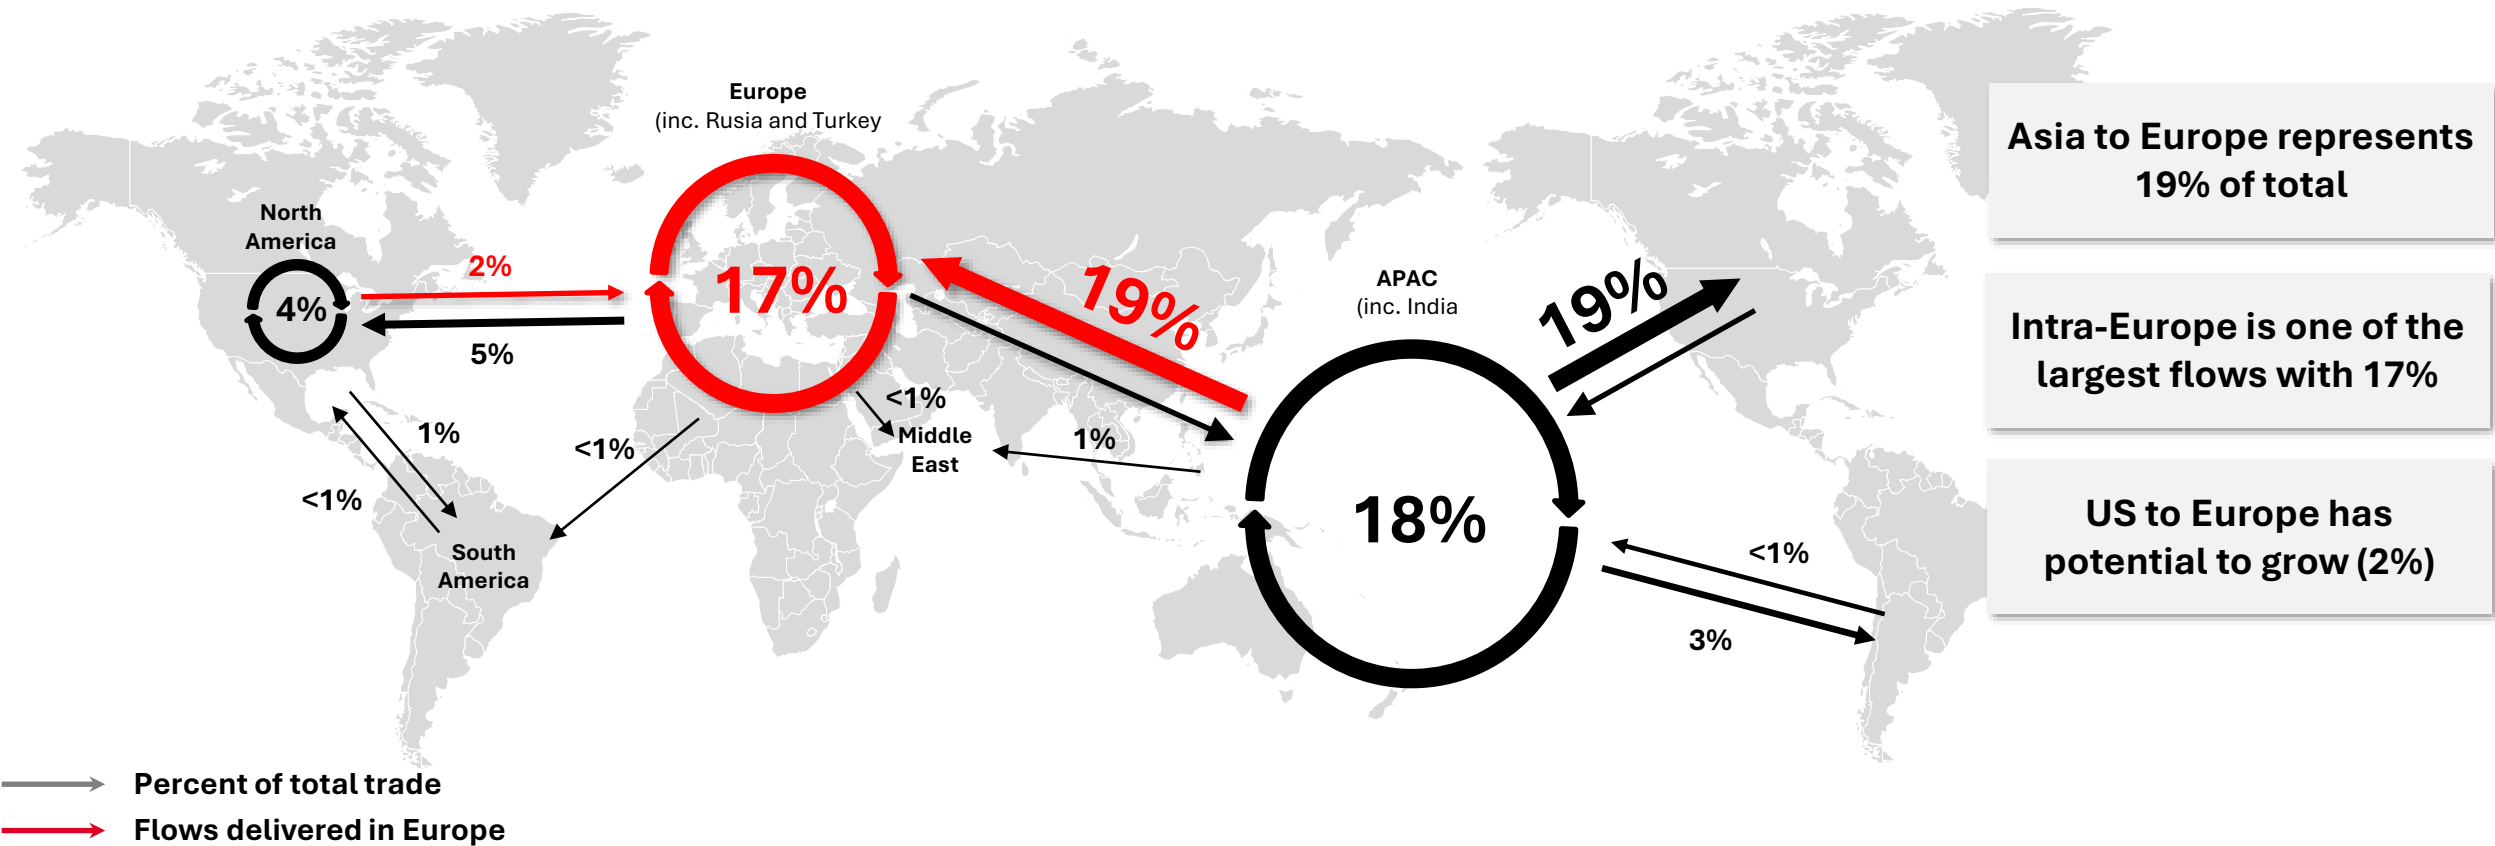 Europe
(inc. Rusia and Turkey
North
America
4%
2%
5%
17%
19%
APAC
(inc. India
19%
<1%
Middle
East
1%
1%
<1%
<1%
South
America
18%
<1%
3%
Asia to Europe represents
19% of total
Intra-Europe is one of the
largest flows with 17%
US to Europe has
potential to grow (2%)
Percent of total trade
Flows delivered in Europe